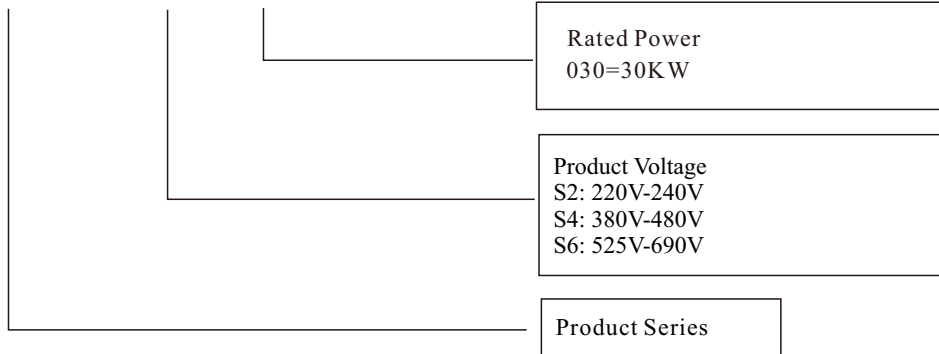 Rated Power
030=30KW
Product Voltage
S2: 220V-240V
S4: 380V-480V
S6: 525V-690V
Product Series